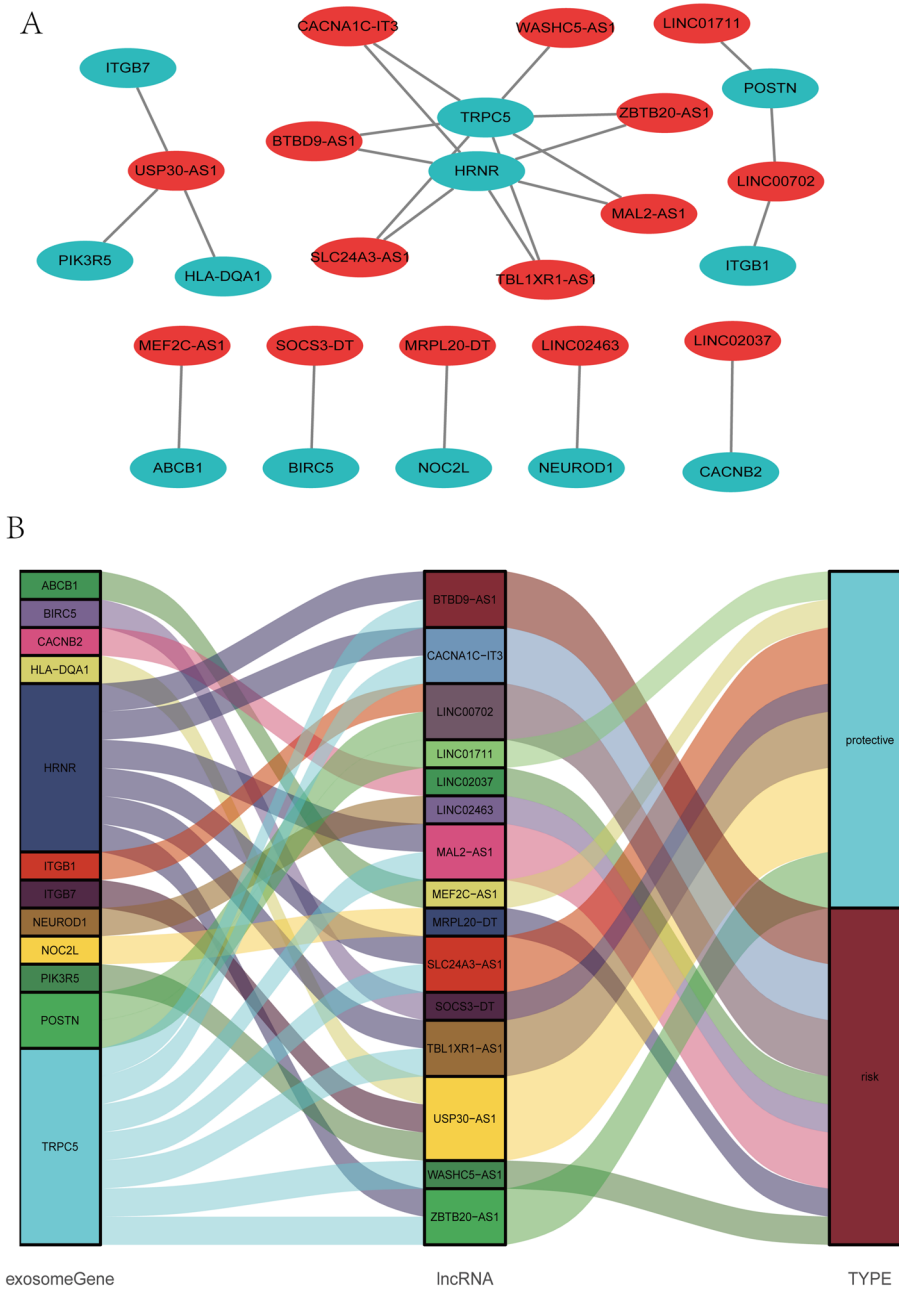 A
CACNA1C-IT3
WASHC5-AS1
LINC01711
ITGB7
POSTN
TRPC5
ZBTB20-AS1
BTBD9-AS1
USP30-AS1
HRNR
LINC00702
MAL2-AS1
PIK3R5
SLC24A3-AS1
HLA-DQA1
TBL1XR1-AS1
ITGB1
MEF2C-AS1
SOCS3-DT
MRPL20-DT
LINC02463
LINC02037
ABCB1
BIRC5
NOC2L
NEUROD1
CACNB2
B
ABCB1
BIRC5
CACNB2
HLA−DQA1
HRNR
ITGB1
ITGB7
NEUROD1
NOC2L
PIK3R5
POSTN
TRPC5
BTBD9−AS1
CACNA1C−IT3
LINC00702
LINC01711
LINC02037
LINC02463
MAL2−AS1
MEF2C−AS1
MRPL20−DT
SLC24A3−AS1
SOCS3−DT
TBL1XR1−AS1
USP30−AS1
WASHC5−AS1
ZBTB20−AS1
protective
risk
exosomeGene
lncRNA
TYPE